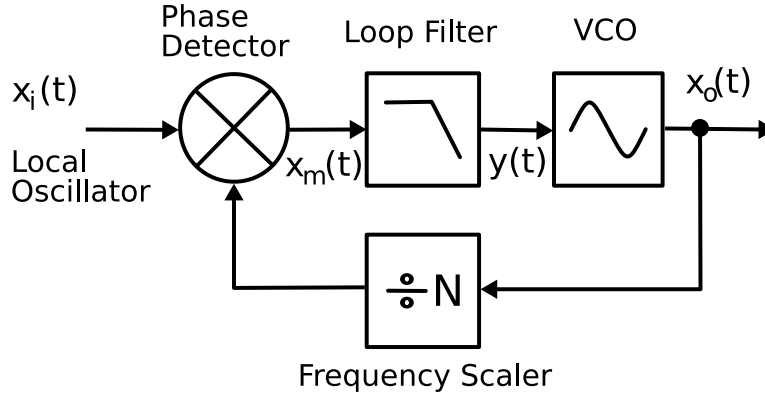 Phase
Detector
Loop Filter
VCO
xi(t)
xo(t)
Local
Oscillator
xm(t)
y(t)
÷ N
Frequency Scaler